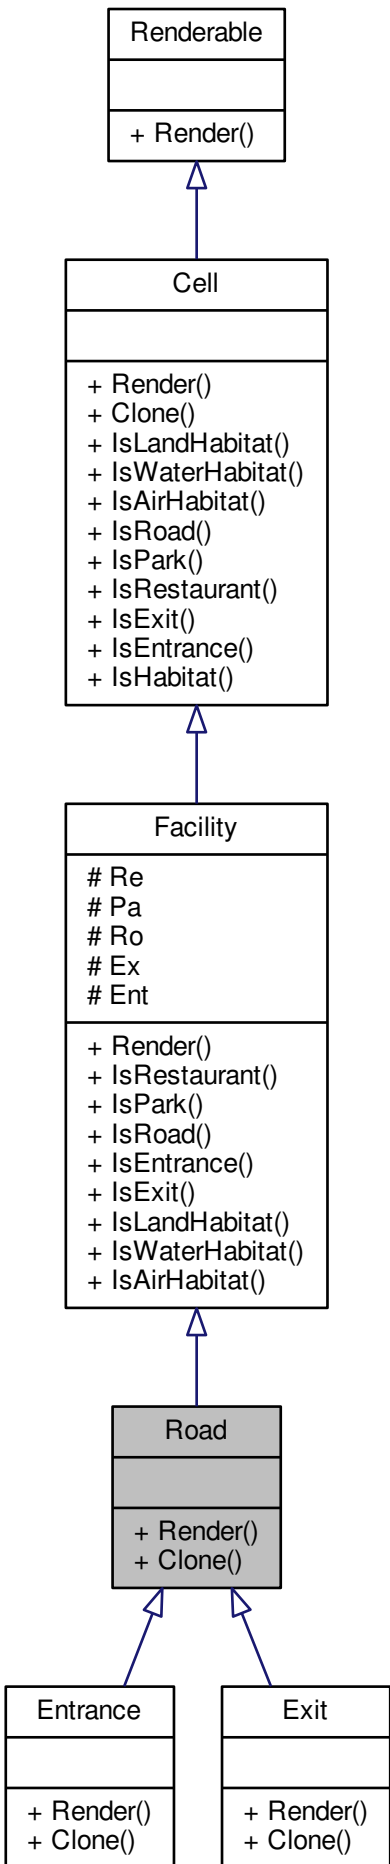 Renderable
+ Render()
Cell
+ Render()
+ Clone()
+ IsLandHabitat()
+ IsWaterHabitat()
+ IsAirHabitat()
+ IsRoad()
+ IsPark()
+ IsRestaurant()
+ IsExit()
+ IsEntrance()
+ IsHabitat()
Facility
# Re
# Pa
# Ro
# Ex
# Ent
+ Render()
+ IsRestaurant()
+ IsPark()
+ IsRoad()
+ IsEntrance()
+ IsExit()
+ IsLandHabitat()
+ IsWaterHabitat()
+ IsAirHabitat()
Road
+ Render()
+ Clone()
Entrance
+ Render()
+ Clone()
Exit
+ Render()
+ Clone()